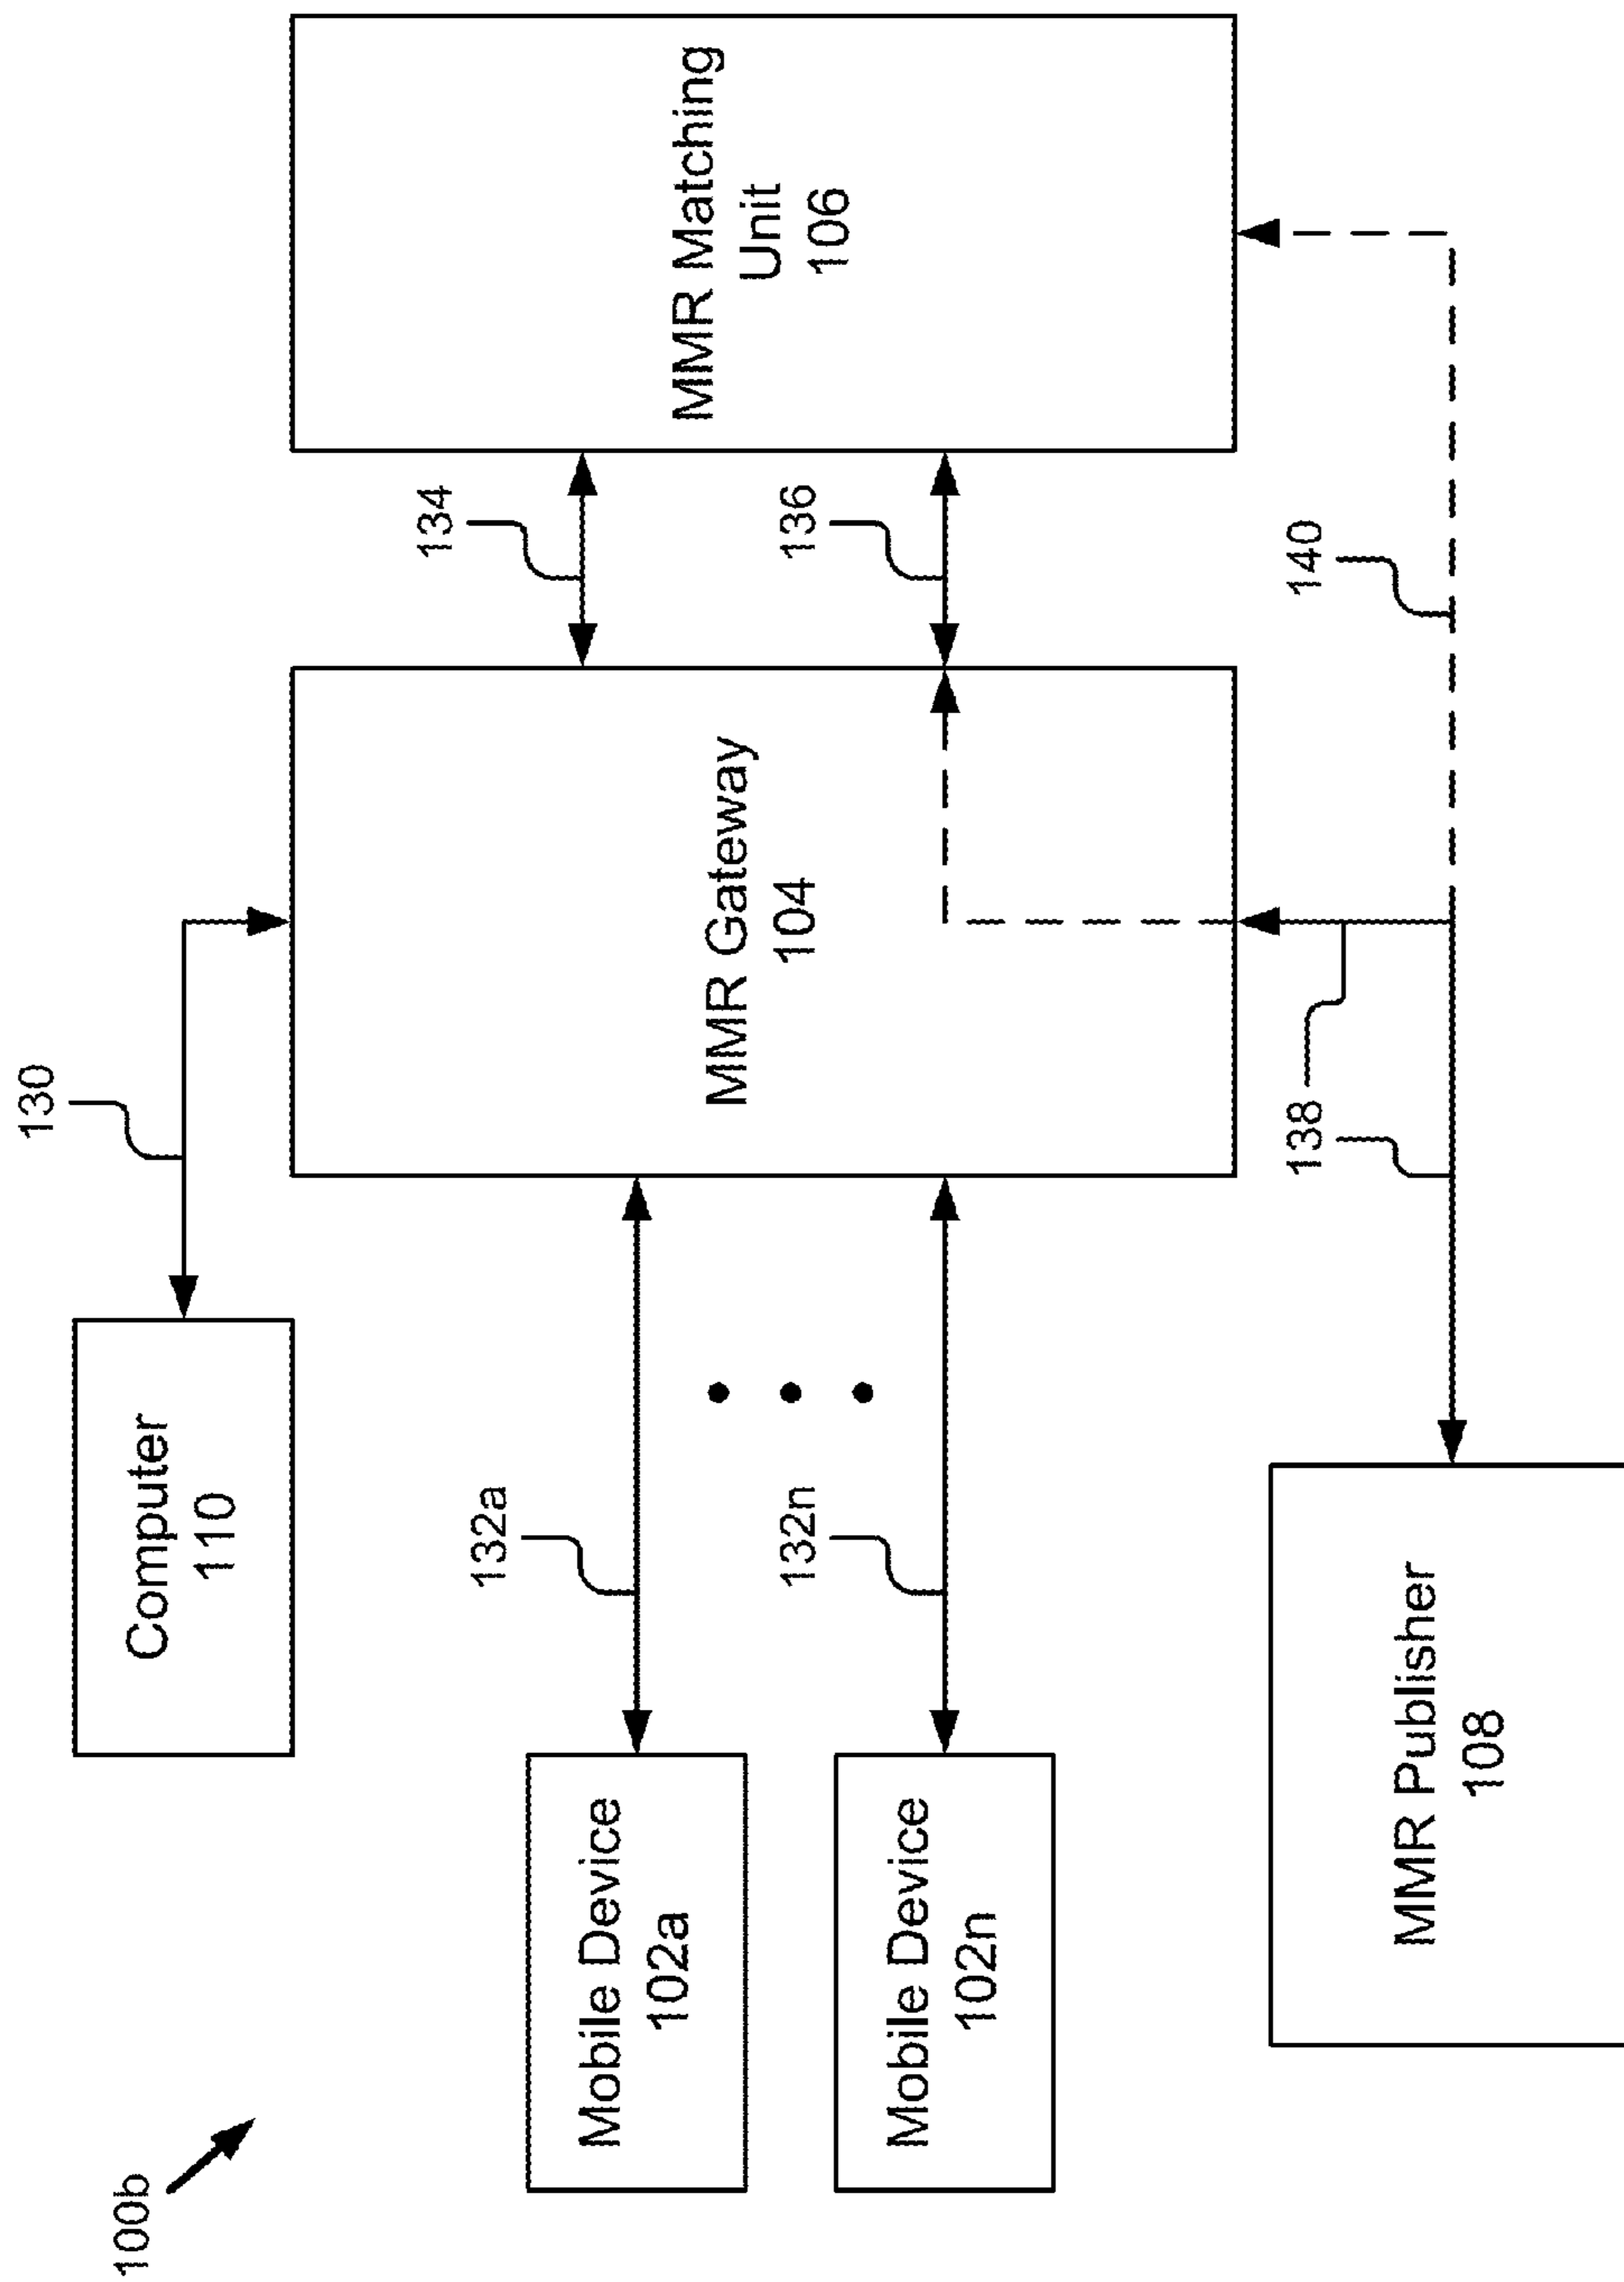 100b
Computer
110
130
Mobile Device
102a
132a
Mobile Device
102n
132n
MMR Gateway
104
134
136
MMR Matching
Unit
106
MMR Publisher
108
138
140